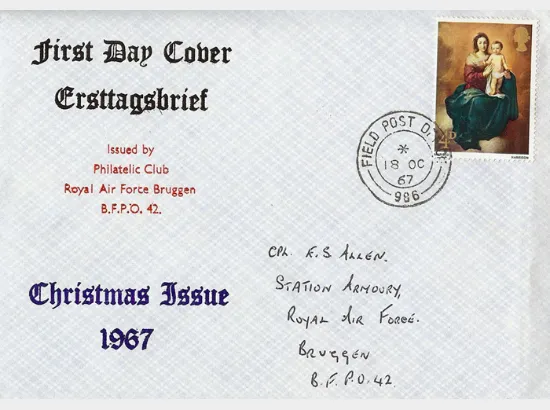 First Day Cover
Ersttagsbrief
Issued by
Philatelic Club
Royal Air Force Bruggen
B.F.P.O. 42.
Christmas Issue
1967
4D
FIELD POST
*
18 OC
67
986
CPL. E.S ALLEN.
STATION ARMOURY,
ROYAL AIR FORCE.
BRUGGEN
B.F.P.O. 42.